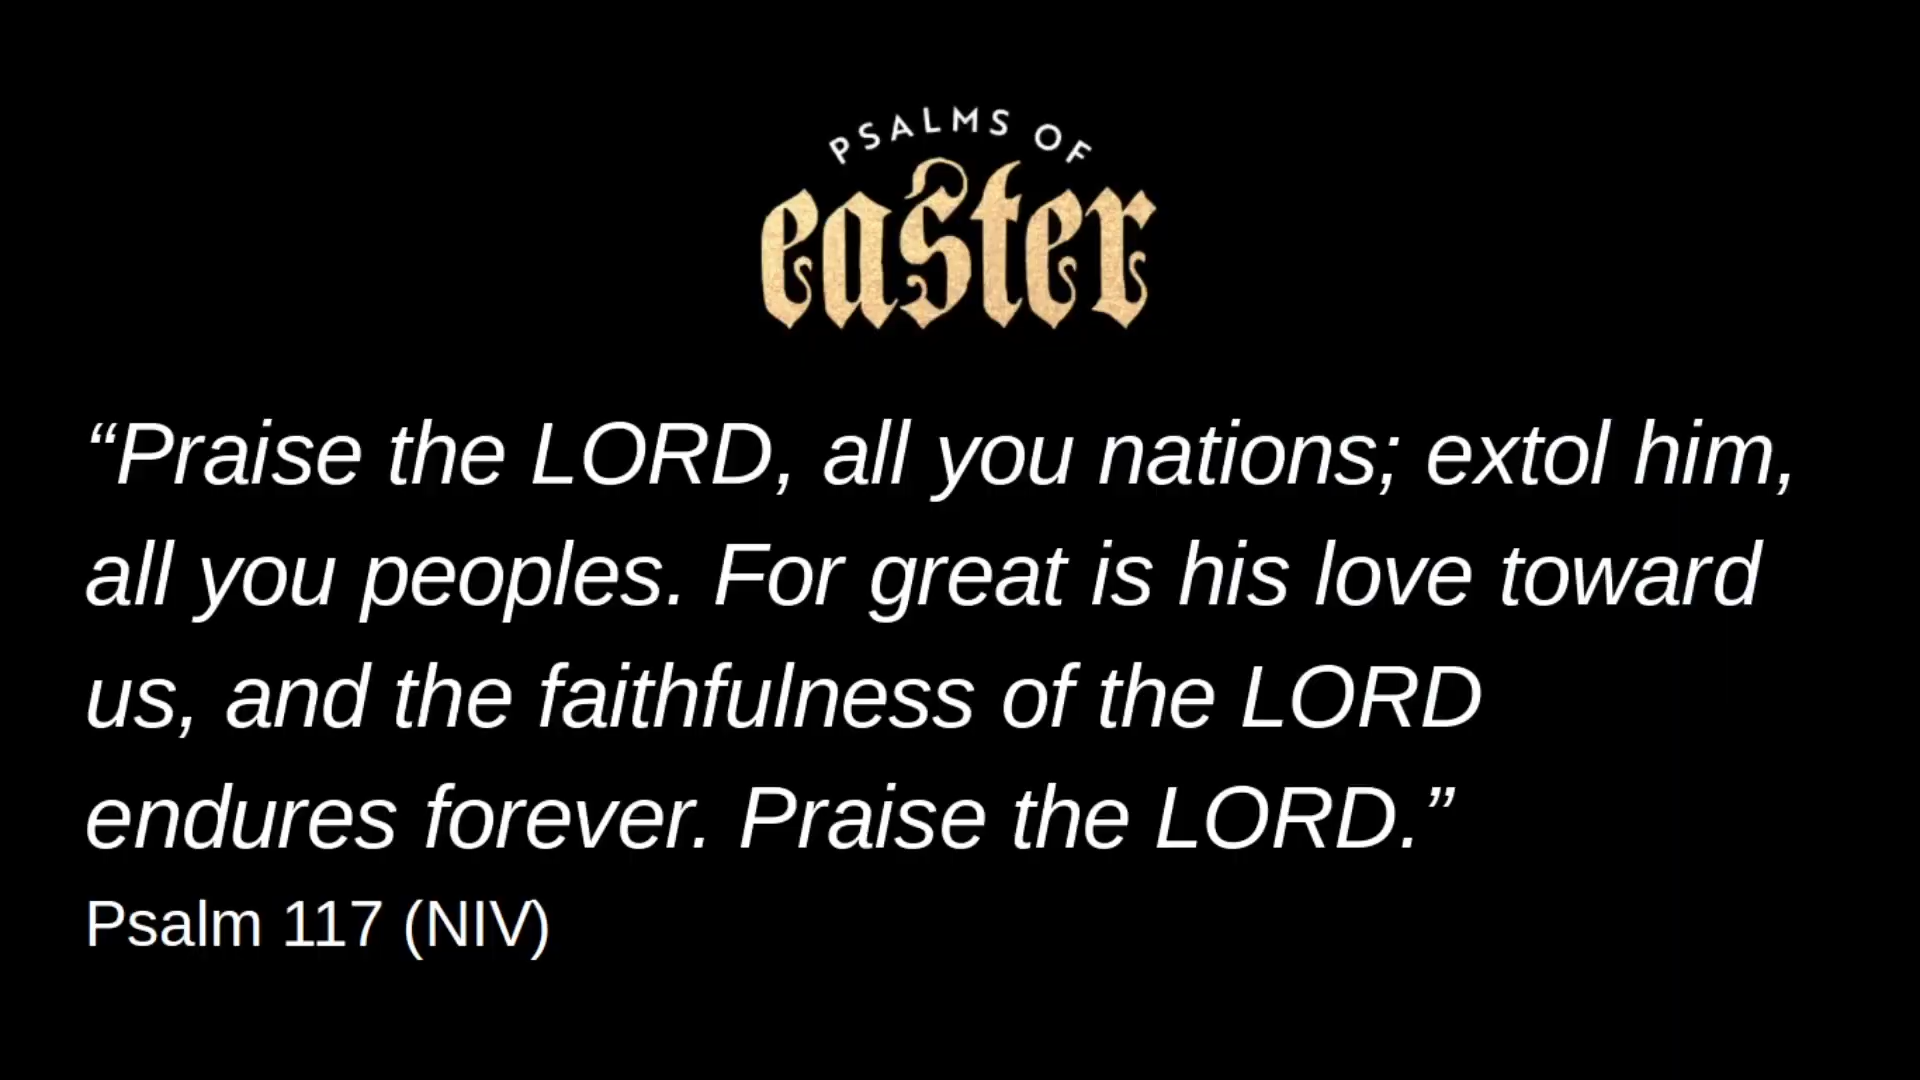 PSALMS OF
easter
“Praise the LORD, all you nations; extol him,
all you peoples. For great is his love toward
us, and the faithfulness of the LORD
endures forever. Praise the LORD.”
Psalm 117 (NIV)